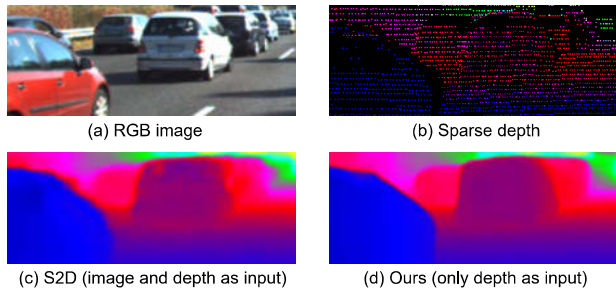 (a) RGB image
(b) Sparse depth
(c) S2D (image and depth as input)
(d) Ours (only depth as input)